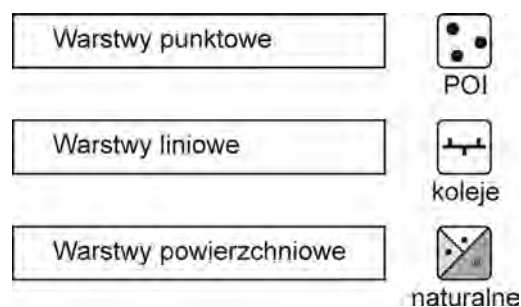 Warstwy punktowe
POI
Warstwy liniowe
koleje
Warstwy powierzchniowe
naturalne